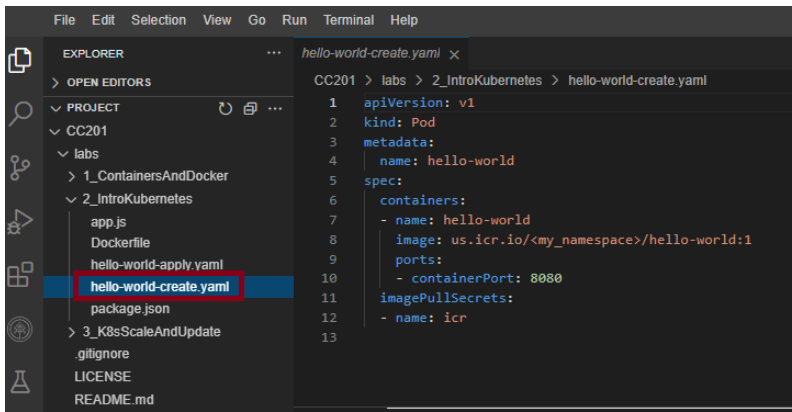 File Edit Selection View Go Run Terminal Help
EXPLORER ···
OPEN EDITORS
PROJECT
CC201
labs
1_ContainersAndDocker
2_IntroKubernetes
app.js
Dockerfile
hello-world-apply.yaml
hello-world-create.yaml
package.json
3_K8sScaleAndUpdate
.gitignore
LICENSE
README.md
hello-world-create.yaml
CC201 > labs > 2_IntroKubernetes > hello-world-create.yaml
1 apiVersion: v1
2 kind: Pod
3 metadata:
4 name: hello-world
5 spec:
6 containers:
7 - name: hello-world
8 image: us.icr.io/<my_namespace>/hello-world:1
9 ports:
10 - containerPort: 8080
11 imagePullSecrets:
12 - name: icr
13